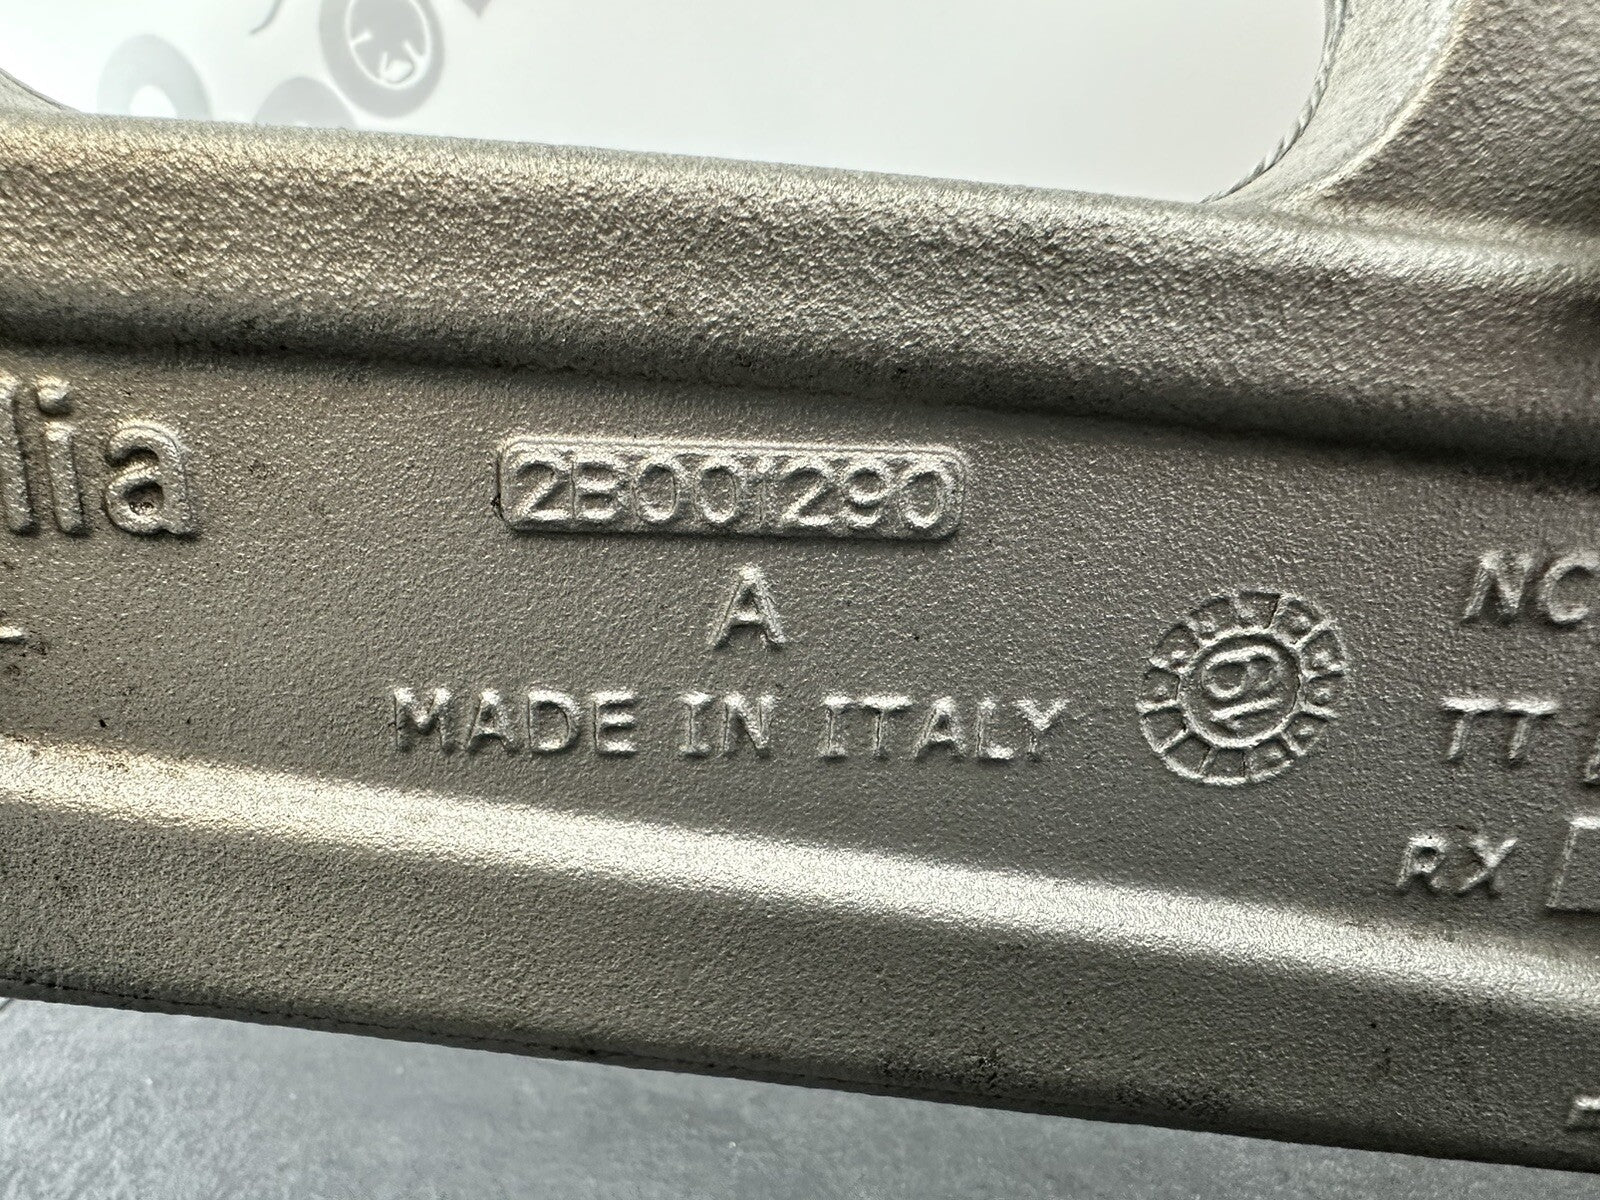 lia
2B001290
A
MADE IN ITALY
NC
TT
RX